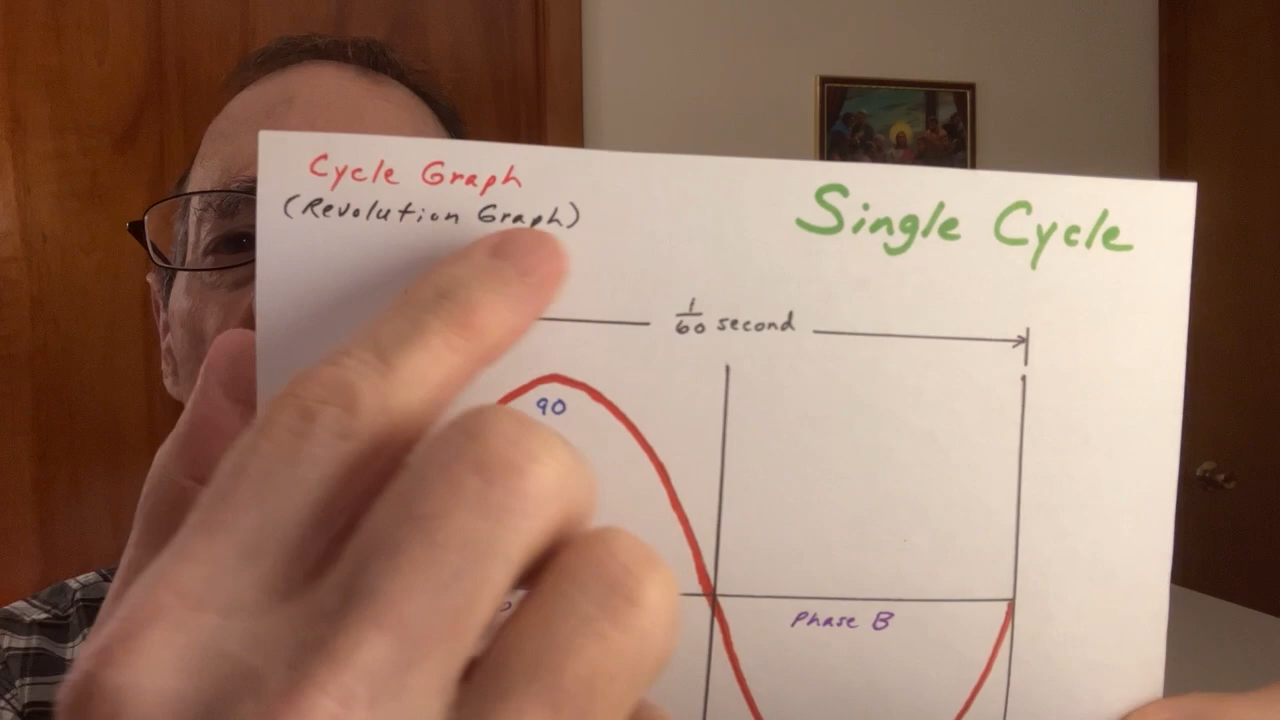 Cycle Graph
(Revolution Graph)
Single Cycle
1/60 second
90
Phase B